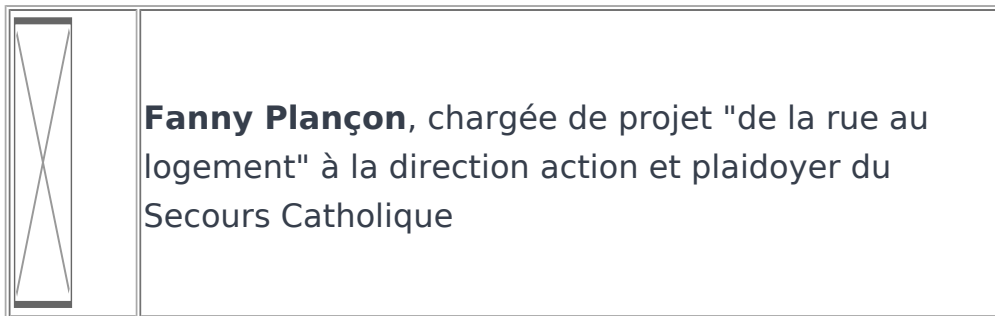 Fanny Plançon, chargée de projet "de la rue au
logement" à la direction action et plaidoyer du
Secours Catholique